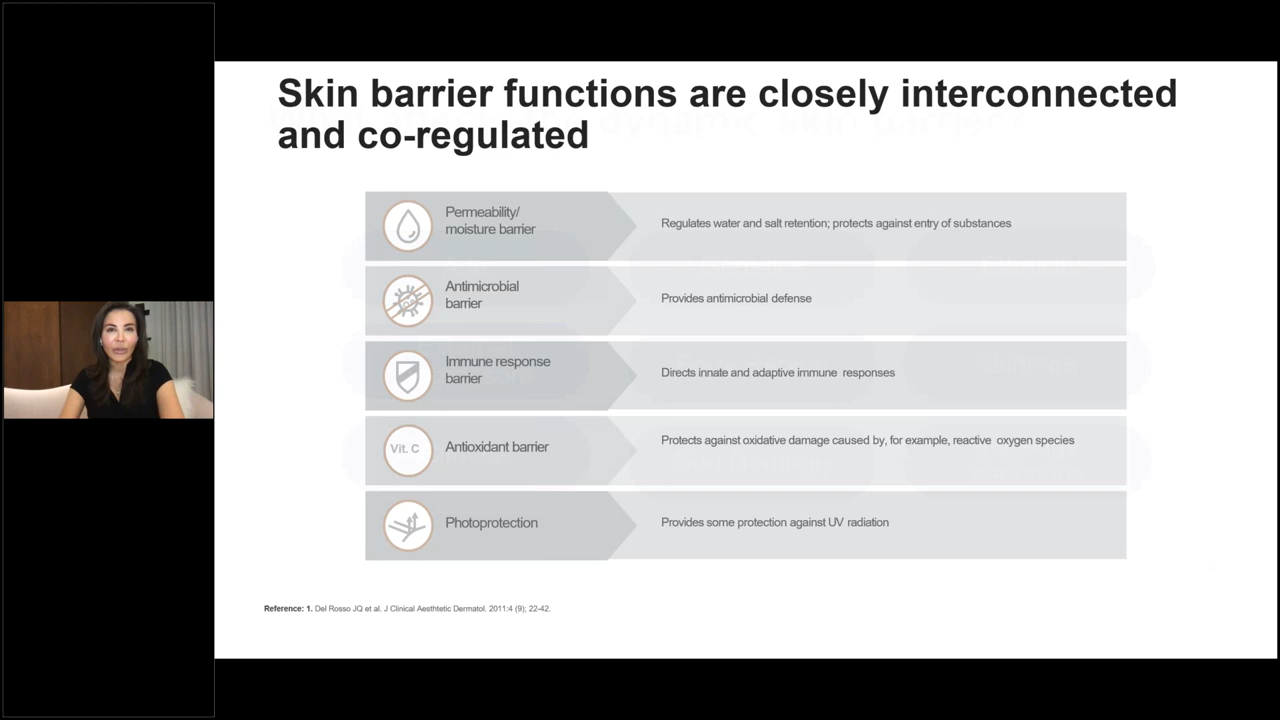 Skin barrier functions are closely interconnected
and co-regulated
Permeability/
moisture barrier
Regulates water and salt retention; protects against entry of substances
Antimicrobial
barrier
Provides antimicrobial defense
Immune response
barrier
Directs innate and adaptive immune responses
Vit. C
Antioxidant barrier
Protects against oxidative damage caused by, for example, reactive oxygen species
Photoprotection
Provides some protection against UV radiation
Reference: 1. Del Rosso JQ et al. J Clinical Aesthtetic Dermatol. 2011:4 (9); 22-42.